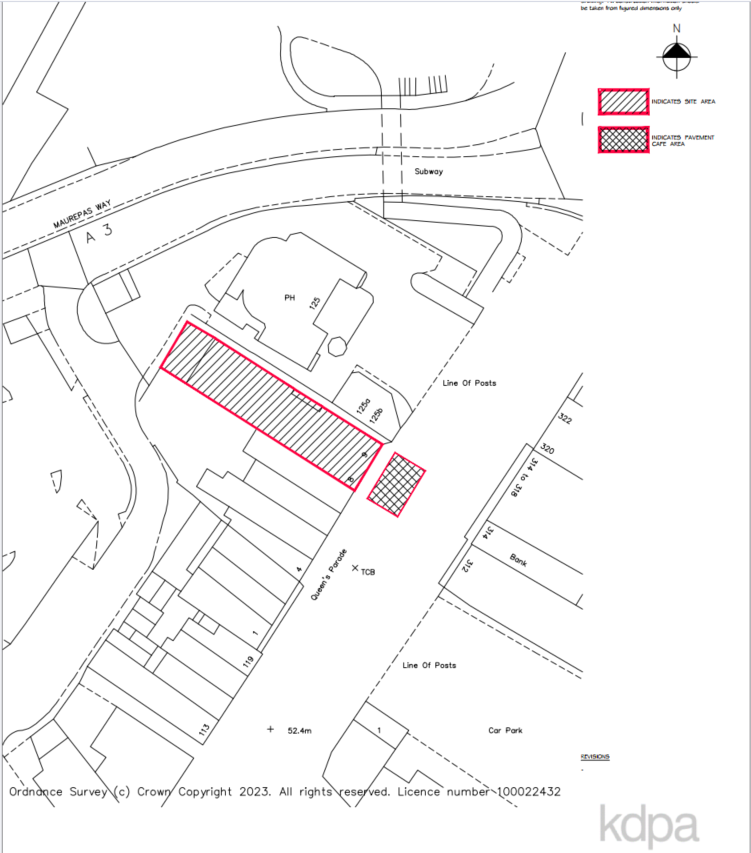 be taken from figured dimensions only
N
INDICATES SITE AREA
INDICATES PAVEMENT
CAFE AREA
Subway
MAUREPAS WAY
A 3
PH
125
Line Of Posts
125a
125b
322
320
314 to 318
9
8
314
Bank
312
Queen's Parade
4
TCB
1
119
Line Of Posts
113
52.4m
1
Car Park
REVISIONS
Ordnance Survey (c) Crown Copyright 2023. All rights reserved. Licence number 100022432
kdpa